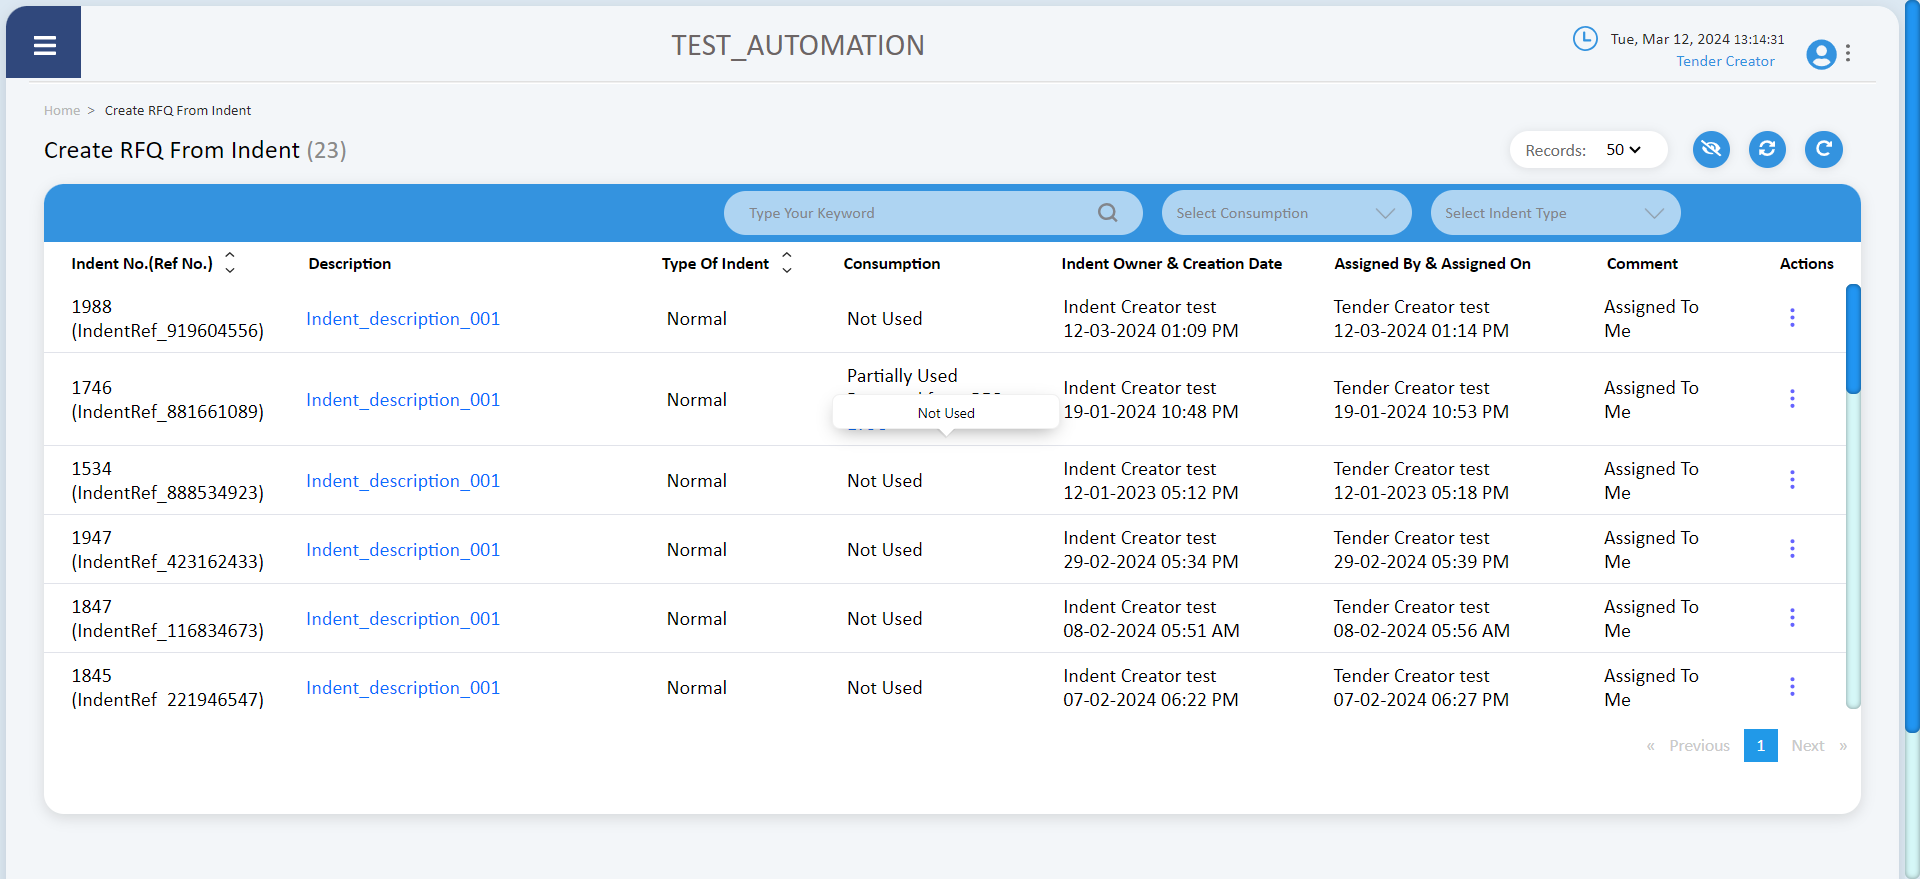 TEST_AUTOMATION
Tue, Mar 12, 2024 13:14:31
Tender Creator
Home > Create RFQ From Indent
Create RFQ From Indent (23)
Records: 50
Type Your Keyword
Select Consumption
Select Indent Type
Indent No.(Ref No.) Description Type Of Indent Consumption Indent Owner & Creation Date Assigned By & Assigned On Comment Actions
1988 Indent Creator test Tender Creator test Assigned To
Indent_description_001 Normal Not Used
(IndentRef_919604556) 12-03-2024 01:09 PM 12-03-2024 01:14 PM Me
Partially Used
1746 Indent Creator test Tender Creator test Assigned To
Indent_description_001 Normal
(IndentRef_881661089) Not Used 19-01-2024 10:48 PM 19-01-2024 10:53 PM Me
1534 Indent Creator test Tender Creator test Assigned To
Indent_description_001 Normal Not Used
(IndentRef_888534923) 12-01-2023 05:12 PM 12-01-2023 05:18 PM Me
1947 Indent Creator test Tender Creator test Assigned To
Indent_description_001 Normal Not Used
(IndentRef_423162433) 29-02-2024 05:34 PM 29-02-2024 05:39 PM Me
1847 Indent Creator test Tender Creator test Assigned To
Indent_description_001 Normal Not Used
(IndentRef_116834673) 08-02-2024 05:51 AM 08-02-2024 05:56 AM Me
1845 Indent Creator test Tender Creator test Assigned To
Indent_description_001 Normal Not Used
(IndentRef_221946547) 07-02-2024 06:22 PM 07-02-2024 06:27 PM Me
« Previous 1 Next »